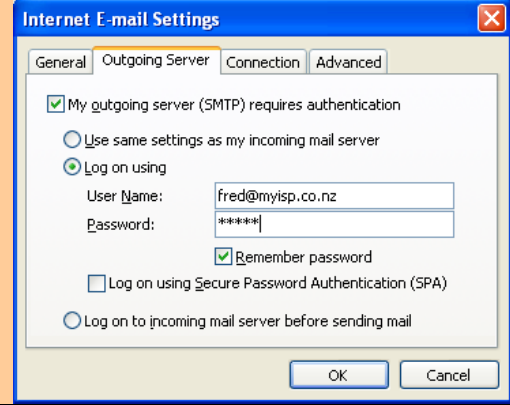 Internet E-mail Settings
General Outgoing Server Connection Advanced
My outgoing server (SMTP) requires authentication
Use same settings as my incoming mail server
Log on using
User Name: fred@myisp.co.nz
Password: *****
Remember password
Log on using Secure Password Authentication (SPA)
Log on to incoming mail server before sending mail
OK Cancel